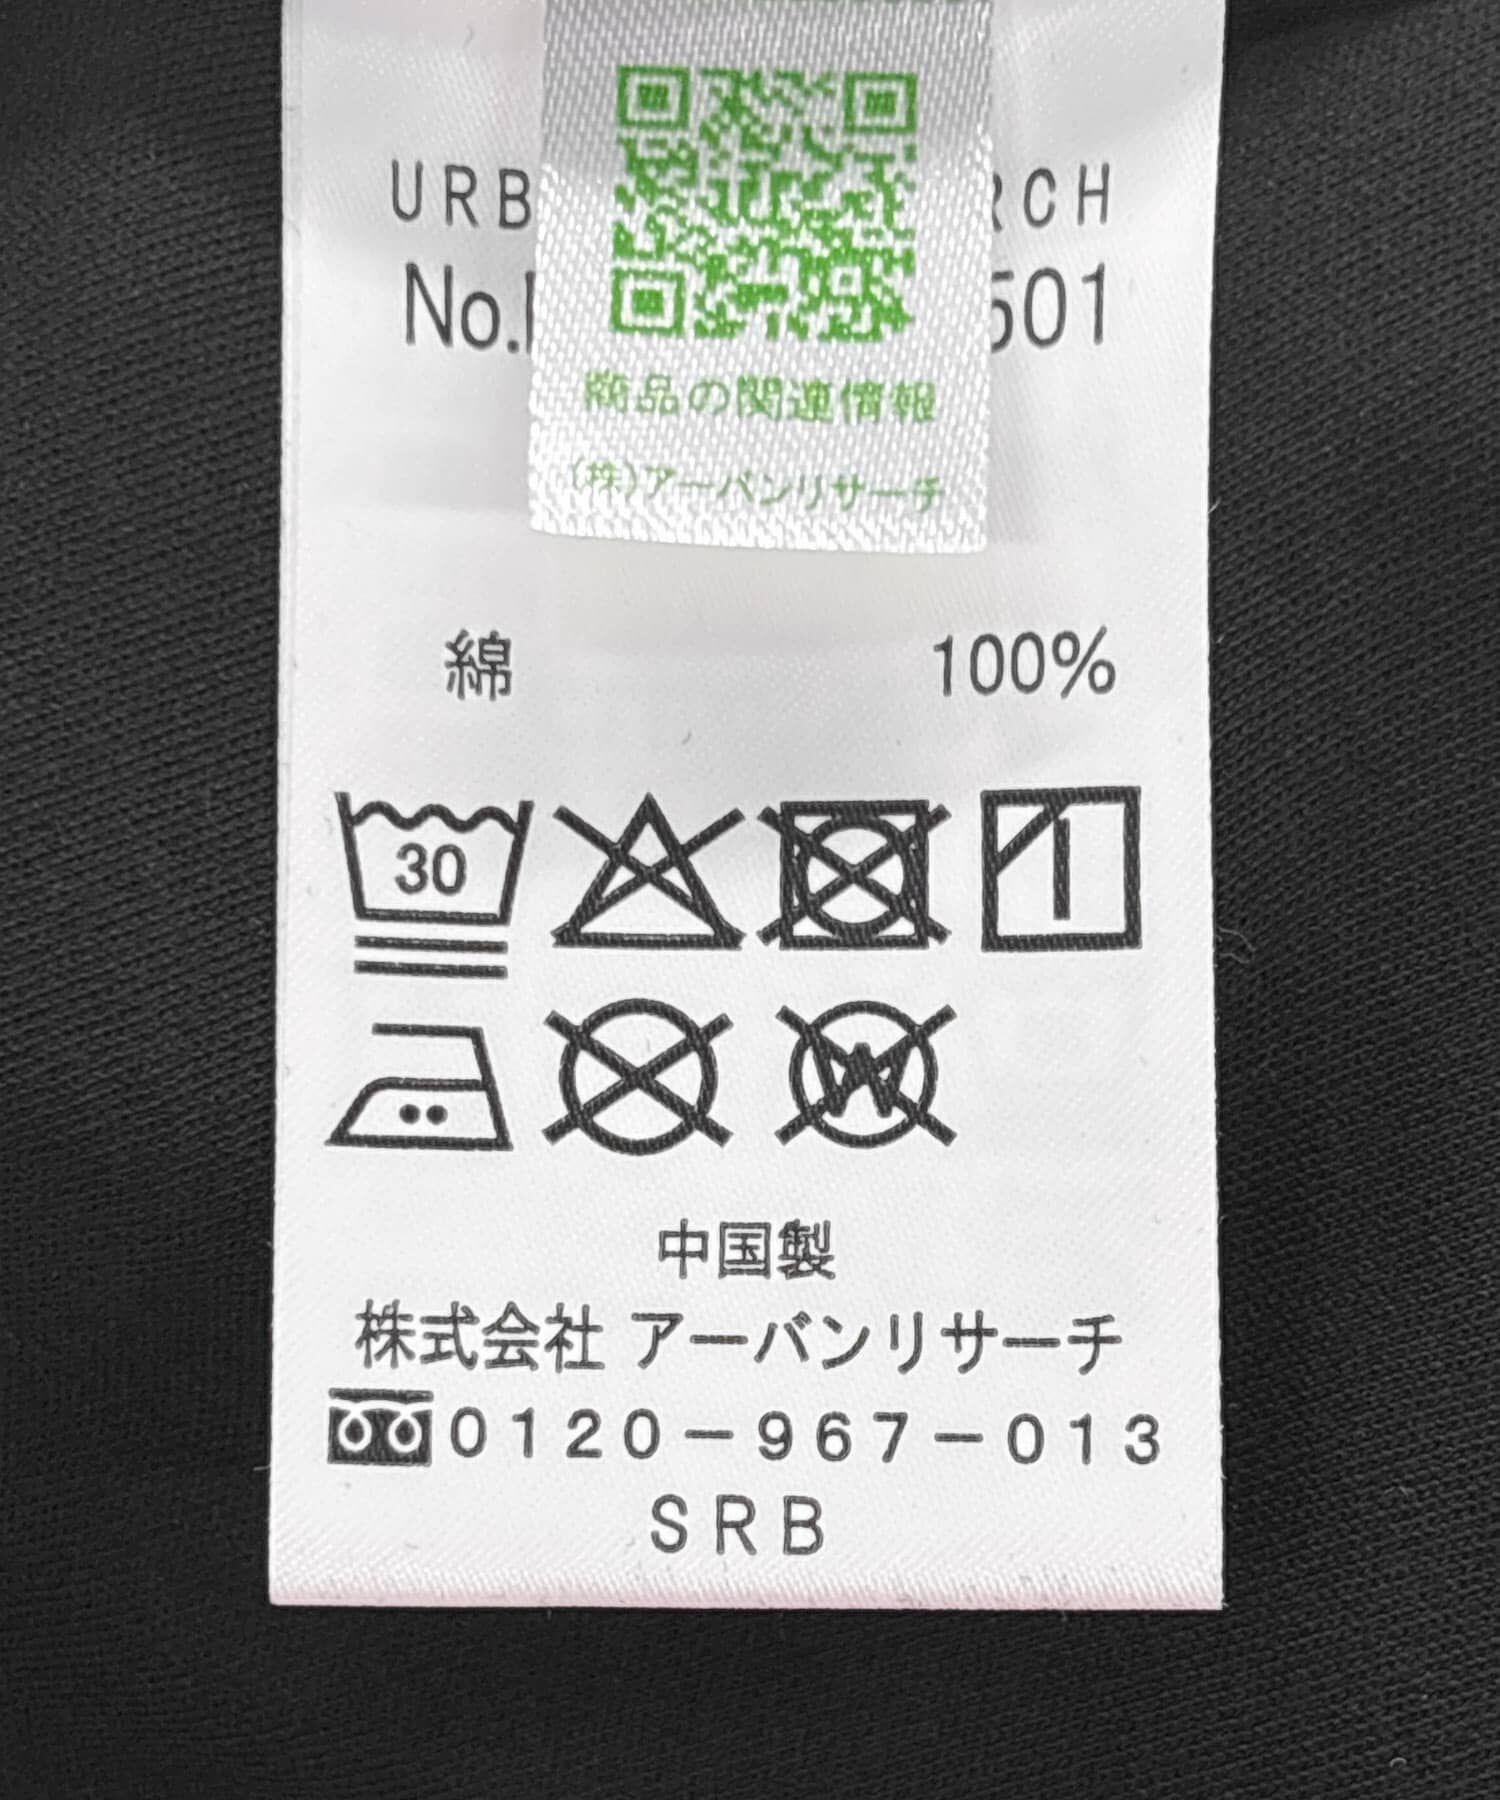 URB RCH
No. 501
商品の関連情報
(株)アーバンリサーチ
綿 100%
30
W
中国製
株式会社 アーバンリサーチ
0120-967-013
SRB